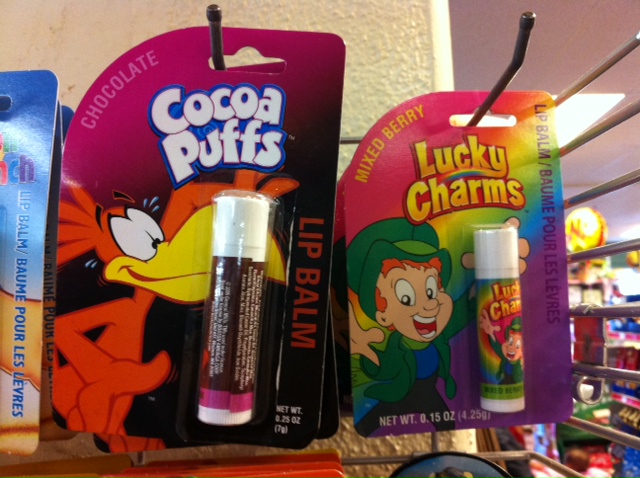 CHOCOLATE
Cocoa
Puffs™
LIP BALM
NET WT.
0.25 OZ
(7g)
MIXED BERRY
Lucky
Charms
LIP BALM / BAUME POUR LES LÈVRES
NET WT. 0.15 OZ (4.25g)
LIP BALM/ BAUME POUR LES LÈVRES